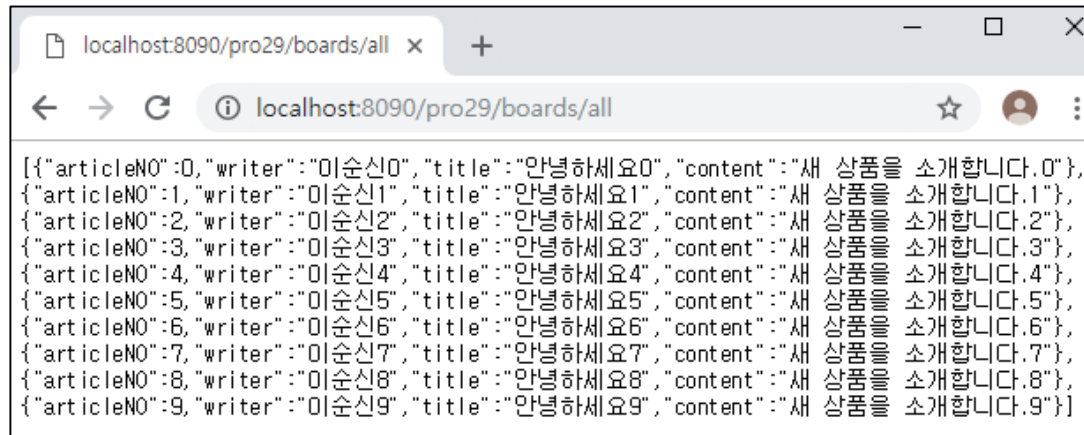 localhost:8090/pro29/boards/all
localhost:8090/pro29/boards/all
[{"articleNO":0,"writer":"이순신0","title":"안녕하세요0","content":"새 상품을 소개합니다.0"},
{"articleNO":1,"writer":"이순신1","title":"안녕하세요1","content":"새 상품을 소개합니다.1"},
{"articleNO":2,"writer":"이순신2","title":"안녕하세요2","content":"새 상품을 소개합니다.2"},
{"articleNO":3,"writer":"이순신3","title":"안녕하세요3","content":"새 상품을 소개합니다.3"},
{"articleNO":4,"writer":"이순신4","title":"안녕하세요4","content":"새 상품을 소개합니다.4"},
{"articleNO":5,"writer":"이순신5","title":"안녕하세요5","content":"새 상품을 소개합니다.5"},
{"articleNO":6,"writer":"이순신6","title":"안녕하세요6","content":"새 상품을 소개합니다.6"},
{"articleNO":7,"writer":"이순신7","title":"안녕하세요7","content":"새 상품을 소개합니다.7"},
{"articleNO":8,"writer":"이순신8","title":"안녕하세요8","content":"새 상품을 소개합니다.8"},
{"articleNO":9,"writer":"이순신9","title":"안녕하세요9","content":"새 상품을 소개합니다.9"}]